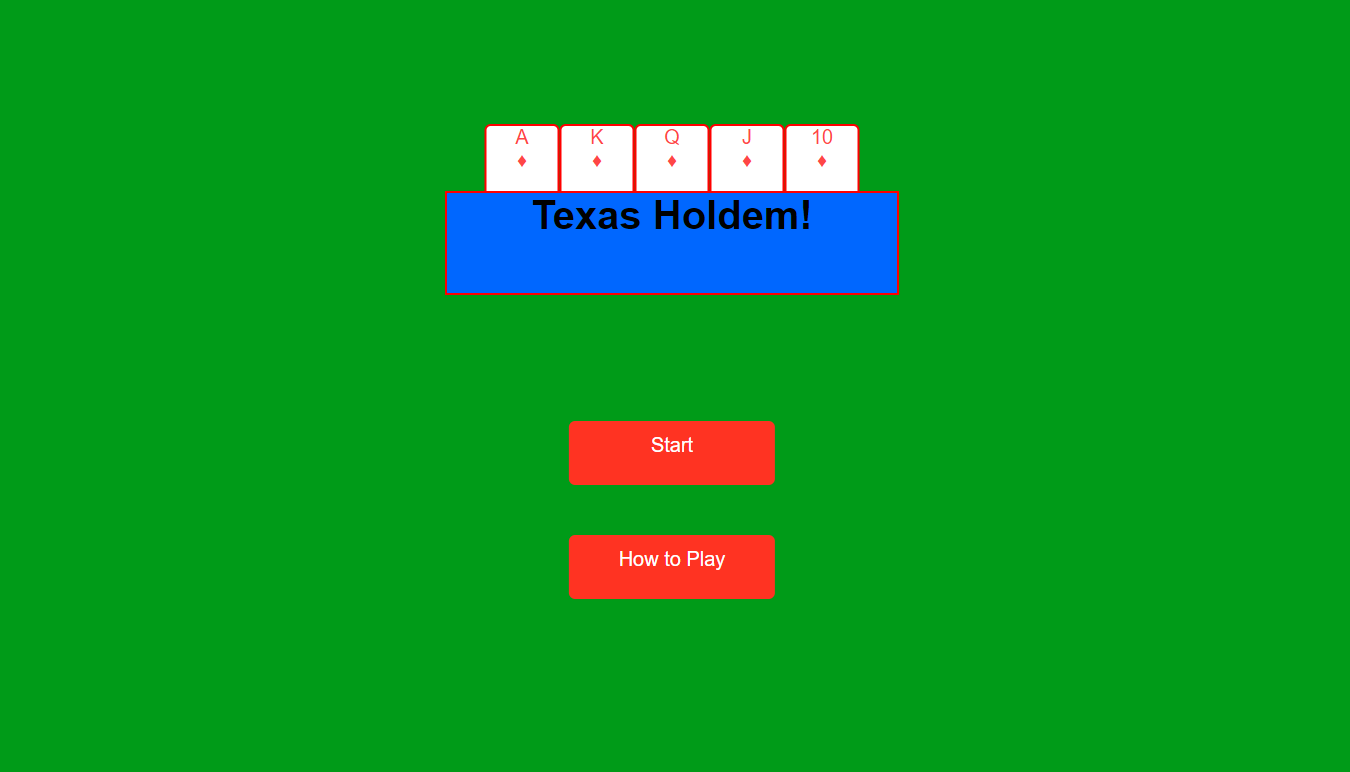 A K Q J 10
♦ ♦ ♦ ♦ ♦
Texas Holdem!
Start
How to Play